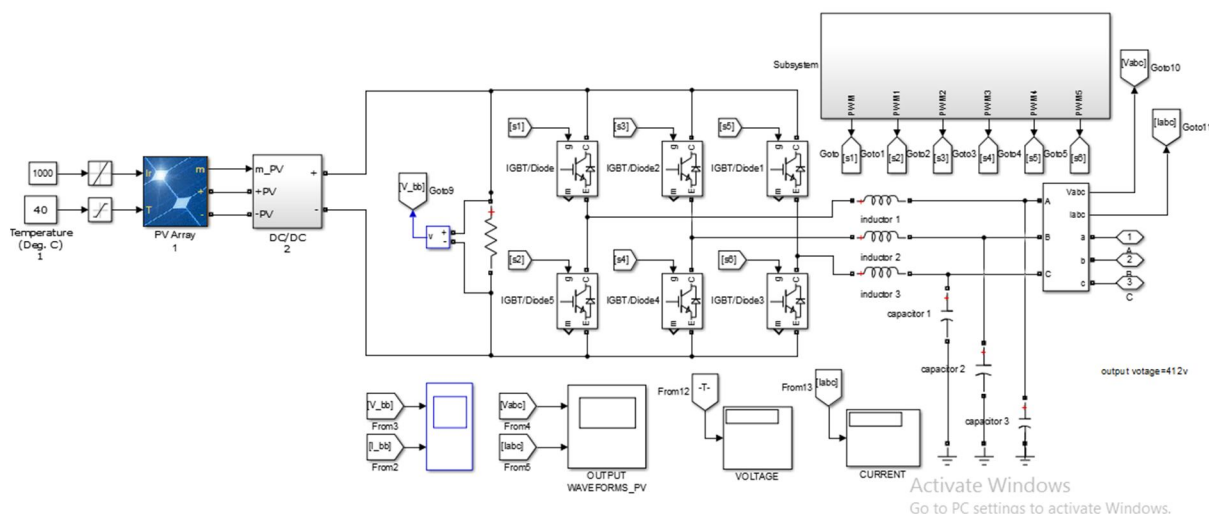 Subsystem
PWM
PWM1
PWM2
PWM3
PWM4
PWM5
[Vabc]
Goto10
[Iabc]
Goto11
Goto
[s1]
Goto1
[s2]
Goto2
[s3]
Goto3
[s4]
Goto4
[s5]
Goto5
[s6]
1000
40
Temperature
(Deg. C)
1
Ir
T
m
+
-
PV Array
1
m_PV
+PV
-PV
+
-
DC/DC
2
[V_bb]
Goto9
v
+
-
+
[s1]
g
C
m
E
IGBT/Diode
[s3]
g
C
m
E
IGBT/Diode2
[s5]
g
C
m
E
IGBT/Diode1
[s2]
g
C
m
E
IGBT/Diode5
[s4]
g
C
m
E
IGBT/Diode4
[s6]
g
C
m
E
IGBT/Diode3
+
inductor 1
+
inductor 2
+
inductor 3
A
B
C
Vabc
Iabc
a
b
c
1
A
2
B
3
C
+
capacitor 1
+
capacitor 2
+
capacitor 3
output votage=412v
[V_bb]
From3
[I_bb]
From2
[Vabc]
From4
[Iabc]
From5
OUTPUT
WAVEFORMS_PV
From12
-T-
VOLTAGE
From13
[Iabc]
CURRENT
Activate Windows
Go to PC settings to activate Windows.